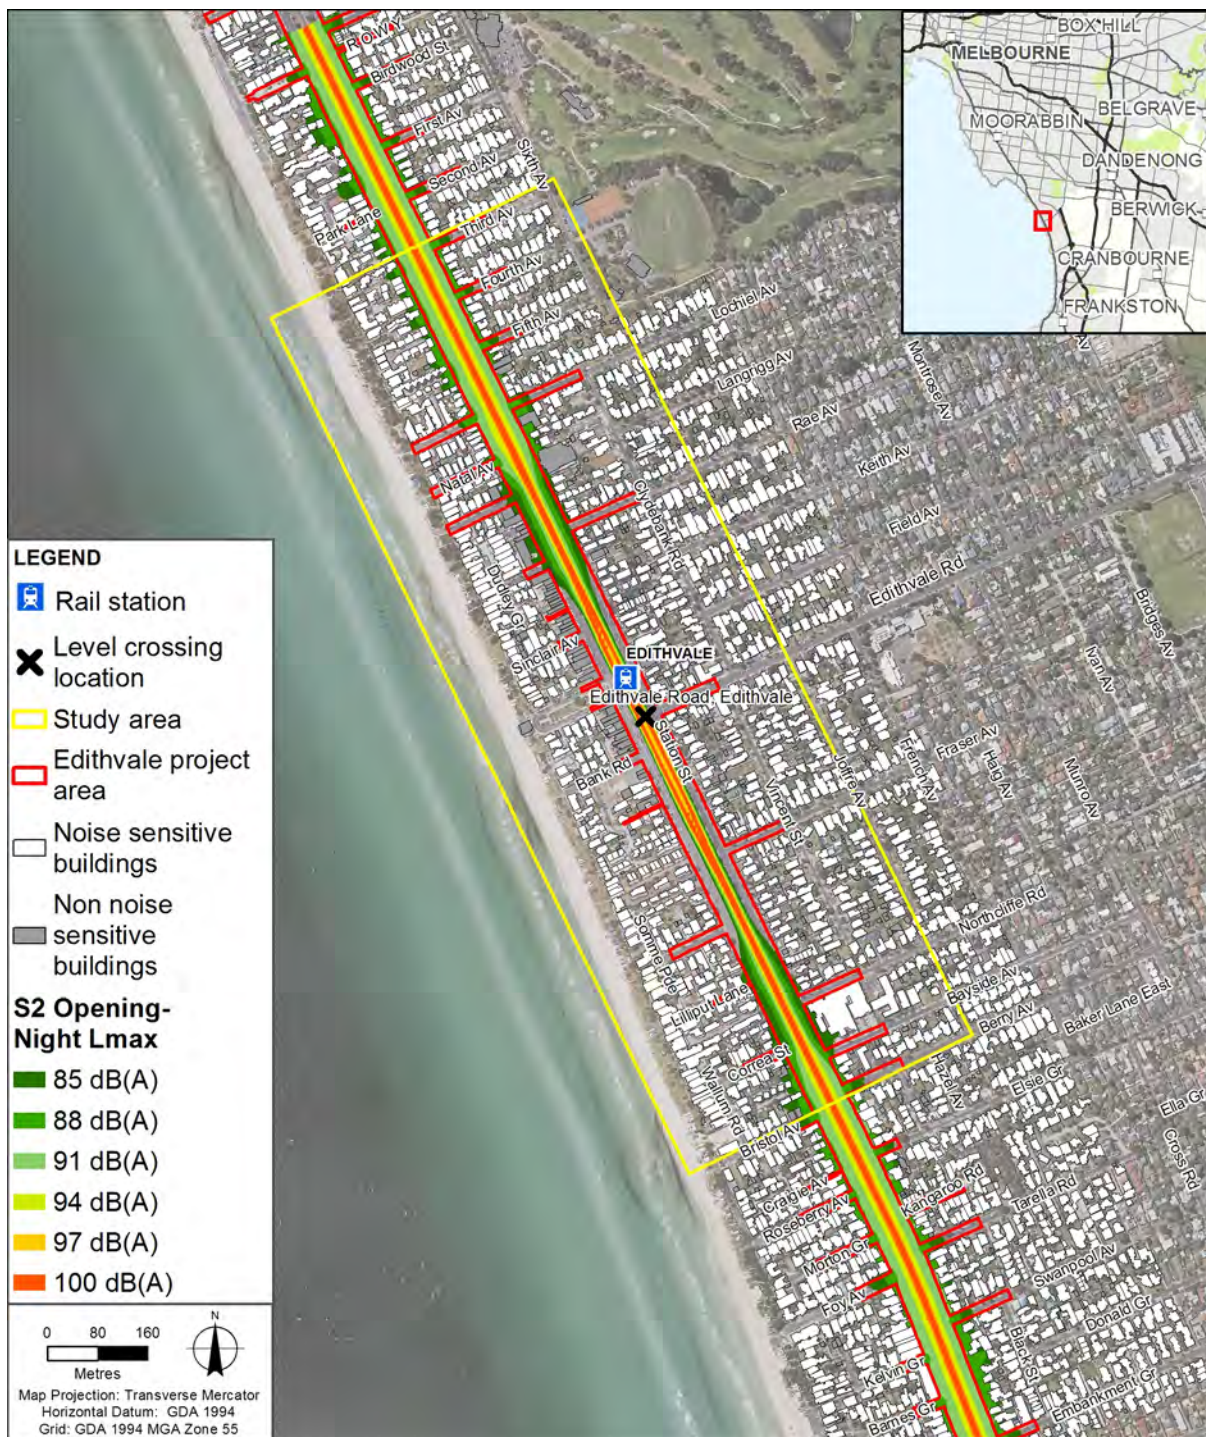 ROWY
Birdwood St
First Av
Second Av
Sixth Av
Third Av
Park Lane
Fourth Av
Fifth Av
Lochiel Av
Langrigg Av
Montrose Av
Av
Rae Av
Keith Av
Natal Av
Clydebank Rd
Field Av
Edithvale Rd
Dudley Gr
Bridges Av
Sinclair Av
Ivan Av
EDITHVALE
Edithvale Road, Edithvale
Station St
Bank Rd
Fraser Av
French Av
Haig Av
Munro Av
Joffre Av
Vincent St
Northcliffe Rd
Somme Pde
Bayside Av
Lilliput Lane
Berry Av
Baker Lane East
Correa St
Wallum Rd
Hazel Av
Elsie Gr
Ella Gr
Bristol Av
Cross Rd
Craigie Av
Kangaroo Rd
Tarella Rd
Roseberry Av
Morton Gr
Swanpool Av
Foy Av
Donald Gr
Black St
Kelvin Gr
Embankment Gr
Barnes Gr
BOX HILL
MELBOURNE
BELGRAVE
MOORABBIN
DANDENONG
BERWICK
CRANBOURNE
FRANKSTON
LEGEND
Rail station
Level crossing
location
Study area
Edithvale project
area
Noise sensitive
buildings
Non noise
sensitive
buildings
S2 Opening-
Night Lmax
85 dB(A)
88 dB(A)
91 dB(A)
94 dB(A)
97 dB(A)
100 dB(A)
0 80 160
Metres
N
Map Projection: Transverse Mercator
Horizontal Datum: GDA 1994
Grid: GDA 1994 MGA Zone 55